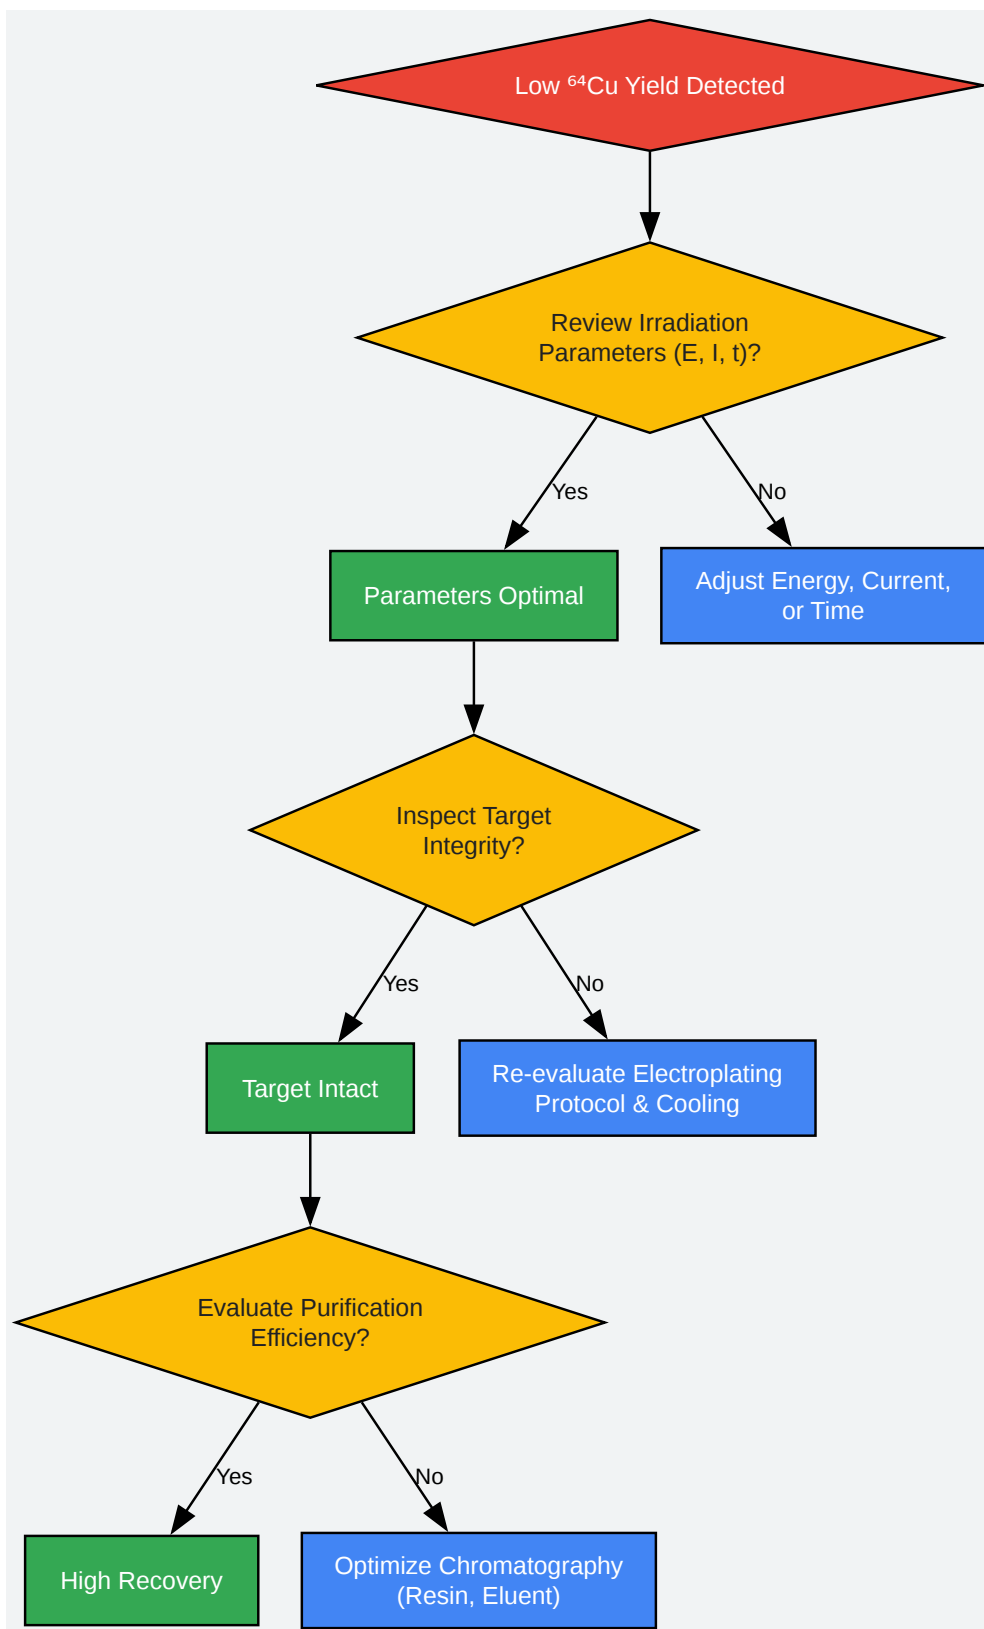 Low ⁶⁴Cu Yield Detected
Review Irradiation
Parameters (E, I, t)?
Yes
No
Parameters Optimal
Adjust Energy, Current,
or Time
Inspect Target
Integrity?
Yes
No
Target Intact
Re-evaluate Electroplating
Protocol & Cooling
Evaluate Purification
Efficiency?
Yes
No
High Recovery
Optimize Chromatography
(Resin, Eluent)